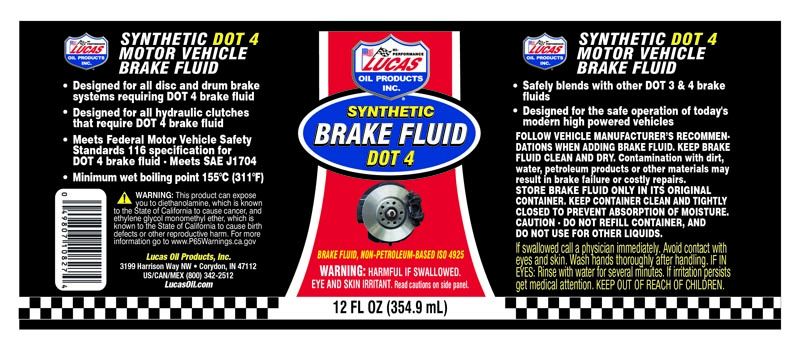 LUCAS
OIL PRODUCTS
INC.
SYNTHETIC DOT 4
MOTOR VEHICLE
BRAKE FLUID
• Designed for all disc and drum brake
systems requiring DOT 4 brake fluid
• Designed for all hydraulic clutches
that require DOT 4 brake fluid
• Meets Federal Motor Vehicle Safety
Standards 116 specification for
DOT 4 brake fluid - Meets SAE J1704
• Minimum wet boiling point 155°C (311°F)
WARNING: This product can expose
you to diethanolamine, which is known
to the State of California to cause cancer, and
ethylene glycol monomethyl ether, which is
known to the State of California to cause birth
defects or other reproductive harm. For more
information go to www.P65Warnings.ca.gov
Lucas Oil Products, Inc.
3199 Harrison Way NW • Corydon, IN 47112
US/CAN/MEX (800) 342-2512
LucasOil.com
0 49807 10827 4
HI. PERFORMANCE
LUCAS
OIL PRODUCTS
INC.
SYNTHETIC
BRAKE FLUID
DOT 4
BRAKE FLUID, NON-PETROLEUM-BASED ISO 4925
WARNING: HARMFUL IF SWALLOWED.
EYE AND SKIN IRRITANT. Read cautions on side panel.
12 FL OZ (354.9 mL)
LUCAS
OIL PRODUCTS
INC.
SYNTHETIC DOT 4
MOTOR VEHICLE
BRAKE FLUID
• Safely blends with other DOT 3 & 4 brake
fluids
• Designed for the safe operation of today's
modern high powered vehicles
FOLLOW VEHICLE MANUFACTURER'S RECOMMEN-
DATIONS WHEN ADDING BRAKE FLUID. KEEP BRAKE
FLUID CLEAN AND DRY. Contamination with dirt,
water, petroleum products or other materials may
result in brake failure or costly repairs.
STORE BRAKE FLUID ONLY IN ITS ORIGINAL
CONTAINER. KEEP CONTAINER CLEAN AND TIGHTLY
CLOSED TO PREVENT ABSORPTION OF MOISTURE.
CAUTION - DO NOT REFILL CONTAINER, AND
DO NOT USE FOR OTHER LIQUIDS.
If swallowed call a physician immediately. Avoid contact with
eyes and skin. Wash hands thoroughly after handling. IF IN
EYES: Rinse with water for several minutes. If irritation persists
get medical attention. KEEP OUT OF REACH OF CHILDREN.